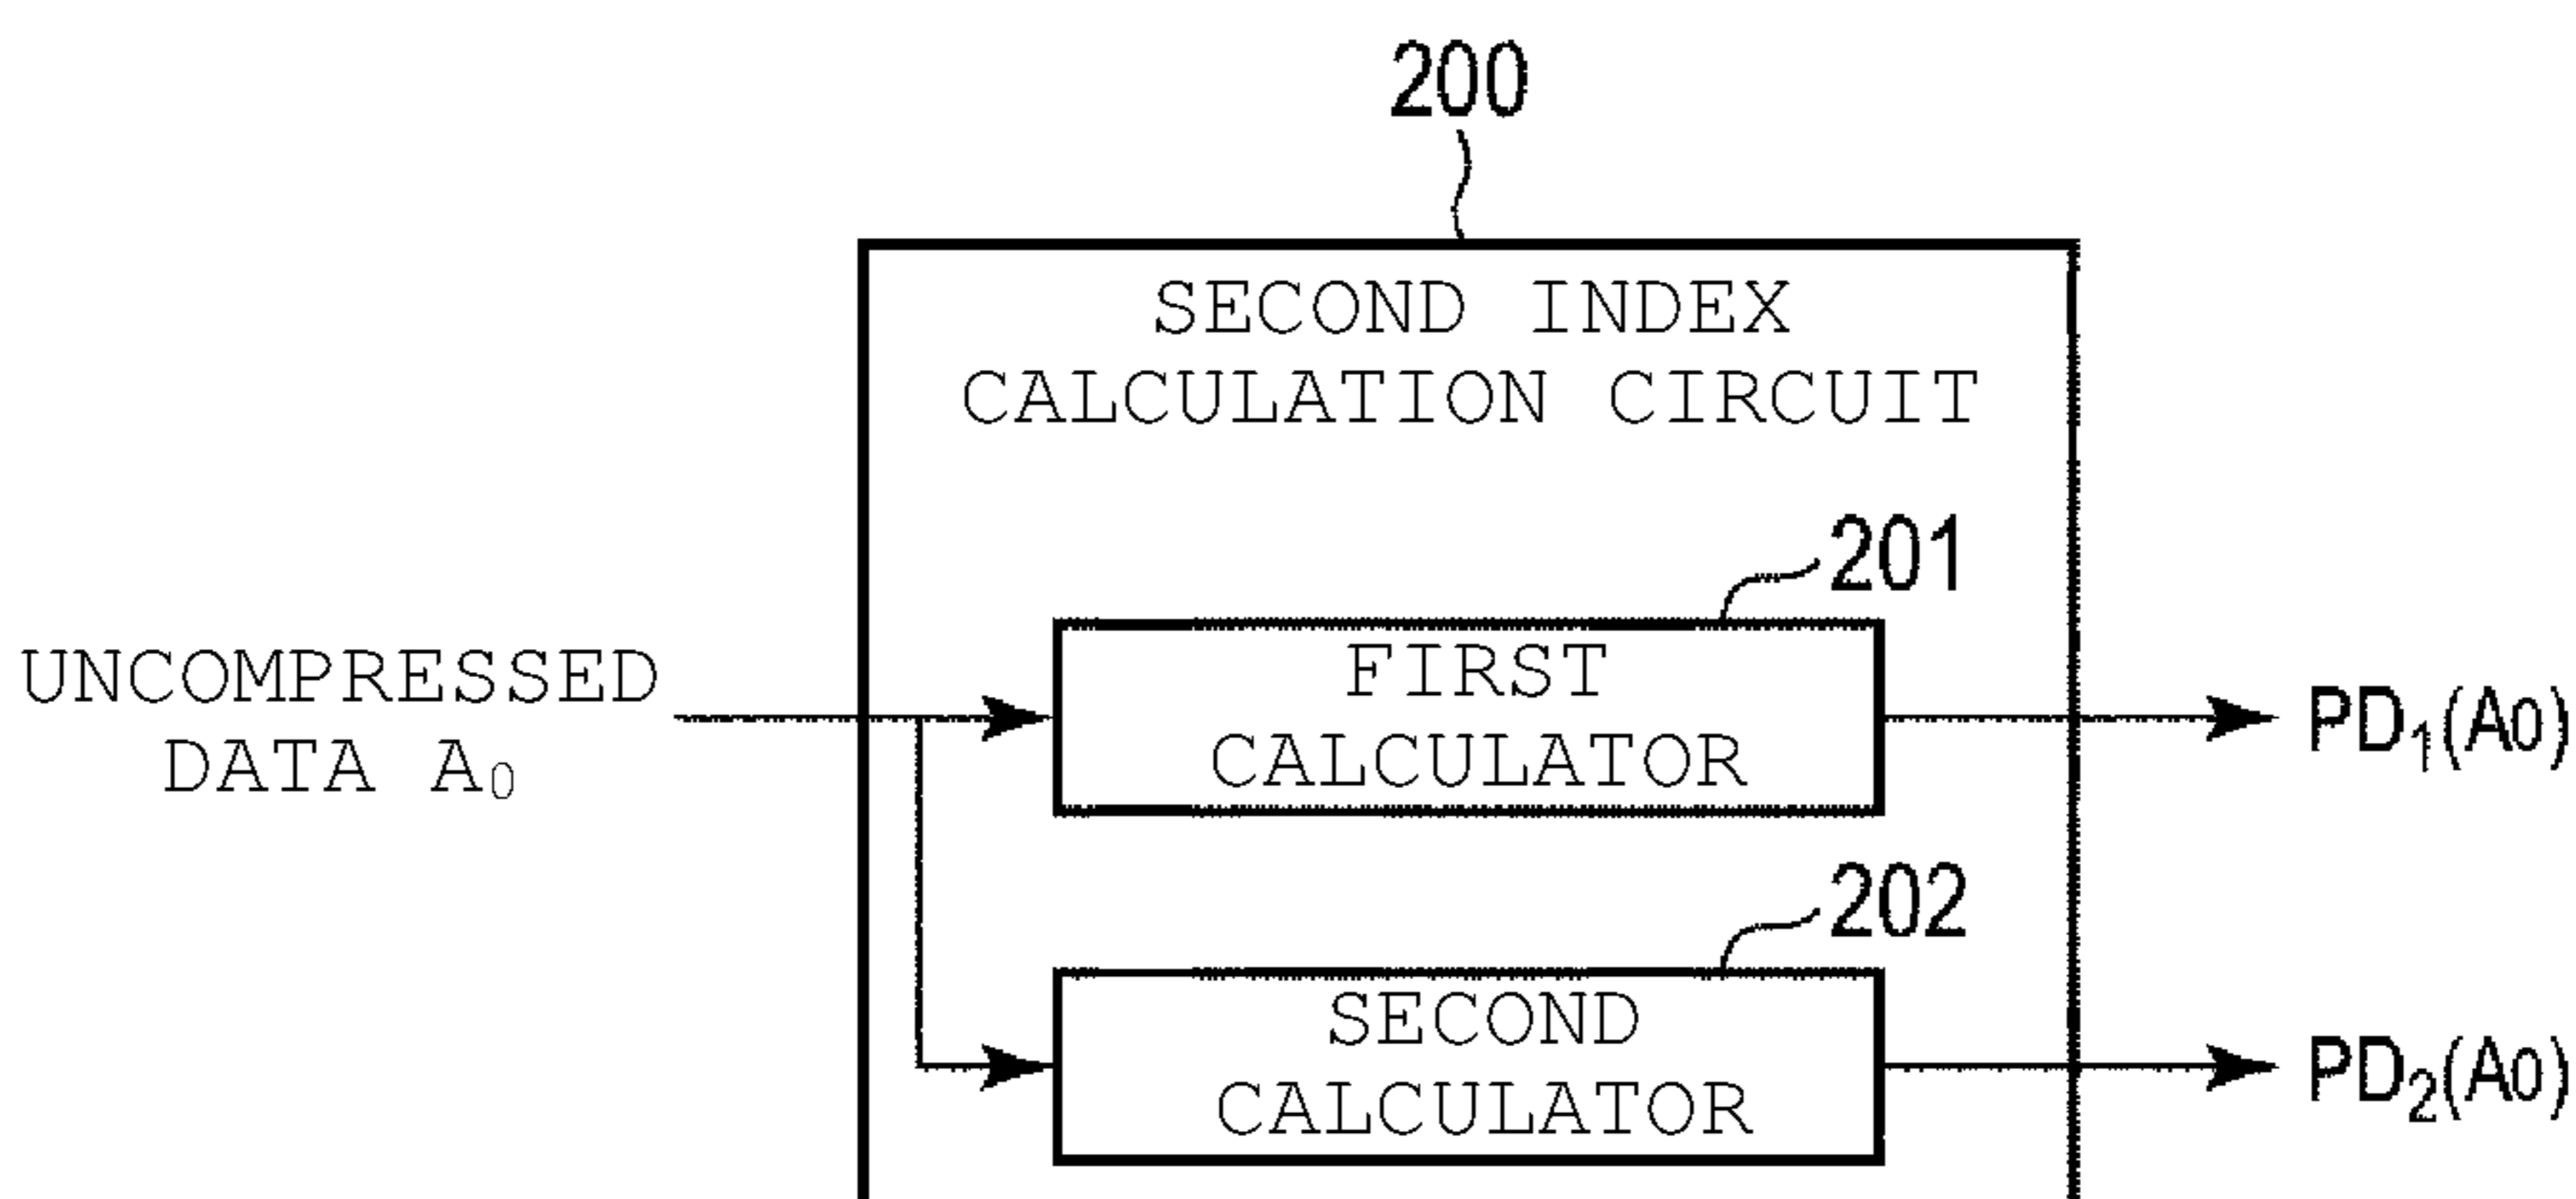 200
SECOND INDEX
CALCULATION CIRCUIT
201
UNCOMPRESSED
DATA A₀
FIRST
CALCULATOR
PD₁(A0)
202
SECOND
CALCULATOR
PD₂(A0)